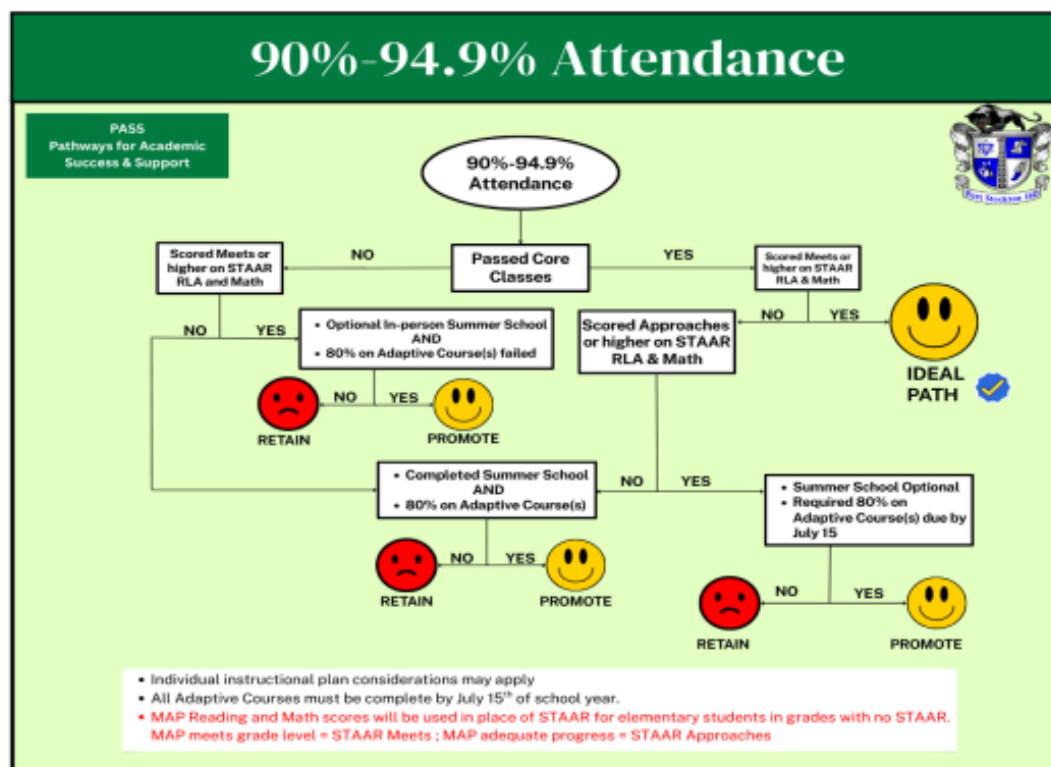 90%-94.9% Attendance
PASS
Pathways for Academic
Success & Support
Fort Stockton ISD
90%-94.9%
Attendance
NO
Passed Core
Classes
YES
Scored Meets or
higher on STAAR
RLA and Math
Scored Meets or
higher on STAAR
RLA & Math
NO
YES
• Optional In-person Summer School
AND
• 80% on Adaptive Course(s) failed
Scored Approaches
or higher on STAAR
RLA & Math
NO
YES
IDEAL
PATH
NO
YES
RETAIN
PROMOTE
• Completed Summer School
AND
• 80% on Adaptive Course(s)
NO
YES
• Summer School Optional
• Required 80% on
Adaptive Course(s) due by
July 15
NO
YES
RETAIN
PROMOTE
NO
YES
RETAIN
PROMOTE
• Individual instructional plan considerations may apply
• All Adaptive Courses must be complete by July 15th of school year.
• MAP Reading and Math scores will be used in place of STAAR for elementary students in grades with no STAAR.
MAP meets grade level = STAAR Meets ; MAP adequate progress = STAAR Approaches